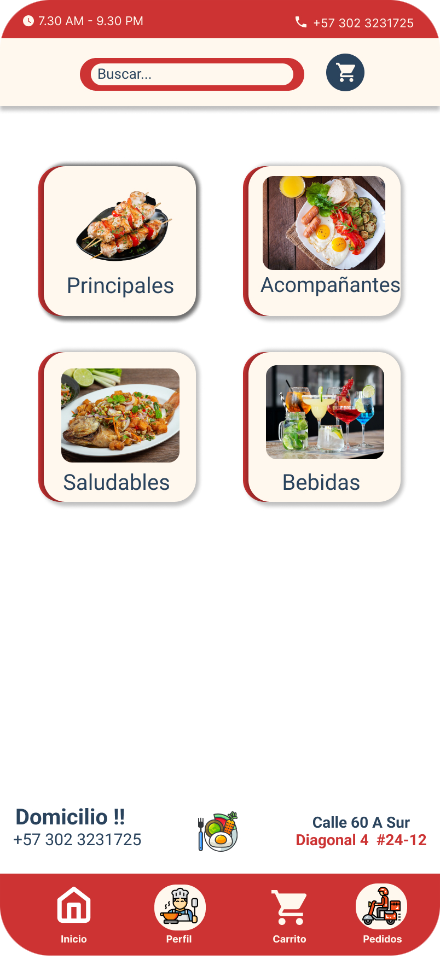 7.30 AM - 9.30 PM
+57 302 3231725
Buscar...
Principales
Acompañantes
Saludables
Bebidas
Domicilio !!
+57 302 3231725
Calle 60 A Sur
Diagonal 4 #24-12
Inicio
Perfil
Carrito
Pedidos